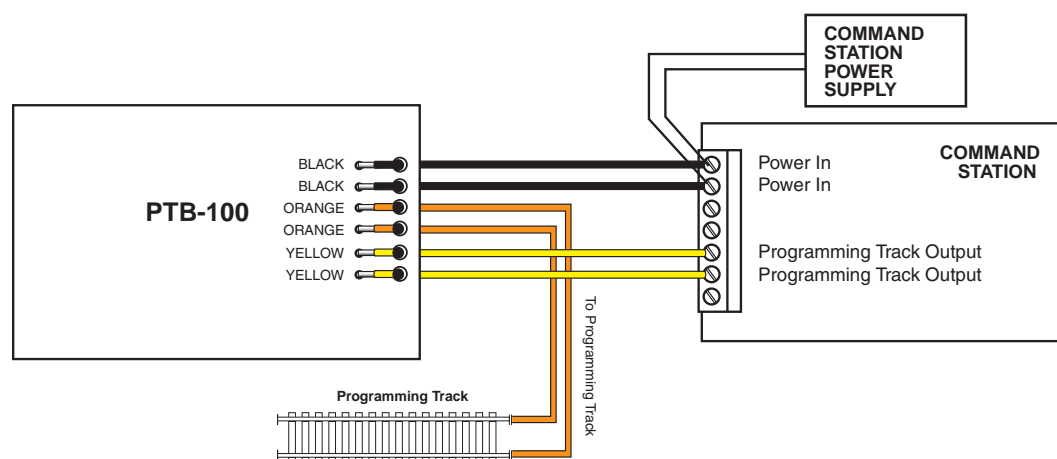 COMMAND
STATION
POWER
SUPPLY
PTB-100
BLACK
BLACK
ORANGE
ORANGE
YELLOW
YELLOW
Power In
Power In
COMMAND
STATION
Programming Track Output
Programming Track Output
To Programming Track
Programming Track